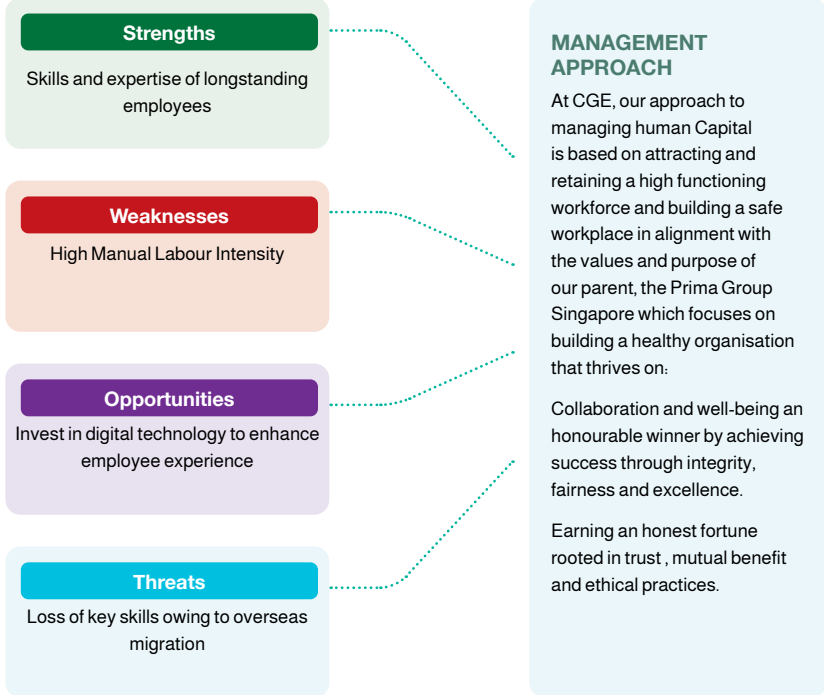 Strengths
Skills and expertise of longstanding
employees
Weaknesses
High Manual Labour Intensity
Opportunities
Invest in digital technology to enhance
employee experience
Threats
Loss of key skills owing to overseas
migration
MANAGEMENT
APPROACH
At CGE, our approach to
managing human Capital
is based on attracting and
retaining a high functioning
workforce and building a safe
workplace in alignment with
the values and purpose of
our parent, the Prima Group
Singapore which focuses on
building a healthy organisation
that thrives on:
Collaboration and well-being an
honourable winner by achieving
success through integrity,
fairness and excellence.
Earning an honest fortune
rooted in trust , mutual benefit
and ethical practices.